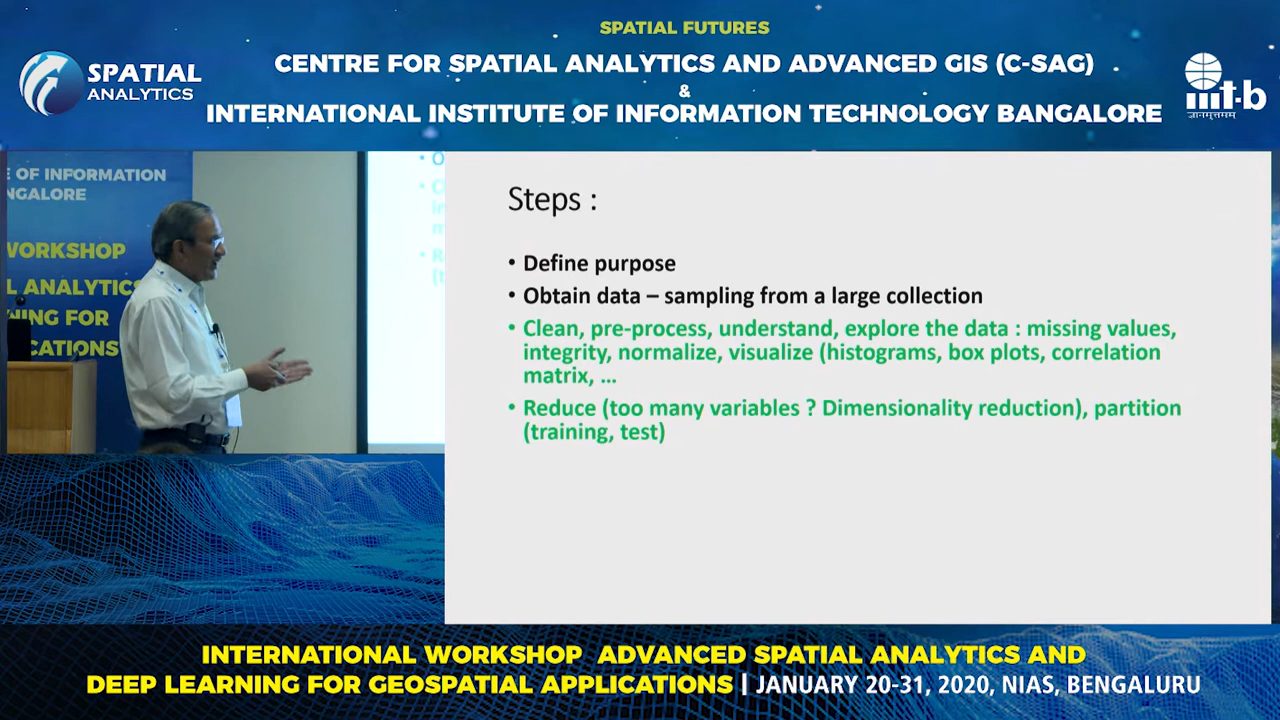 SPATIAL FUTURES
SPATIAL
ANALYTICS
CENTRE FOR SPATIAL ANALYTICS AND ADVANCED GIS (C-SAG)
&
INTERNATIONAL INSTITUTE OF INFORMATION TECHNOLOGY BANGALORE
iiit-b
ज्ञानमुत्तमम्
E OF INFORMATION
NGALORE
WORKSHOP
L ANALYTICS
NING FOR
CATIONS
Steps :
• Define purpose
• Obtain data – sampling from a large collection
• Clean, pre-process, understand, explore the data : missing values,
integrity, normalize, visualize (histograms, box plots, correlation
matrix, ...
• Reduce (too many variables ? Dimensionality reduction), partition
(training, test)
INTERNATIONAL WORKSHOP ADVANCED SPATIAL ANALYTICS AND
DEEP LEARNING FOR GEOSPATIAL APPLICATIONS | JANUARY 20-31, 2020, NIAS, BENGALURU